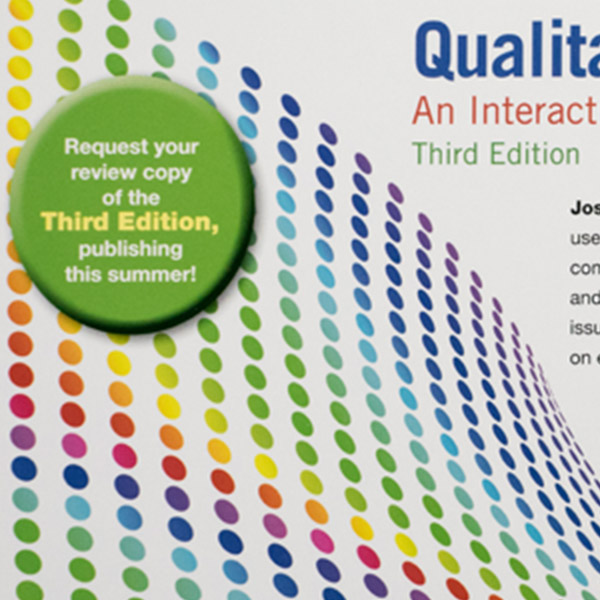 Qualita
An Interact
Third Edition
Request your
review copy
of the
Third Edition,
publishing
this summer!
Jos
use
con
and
issu
on